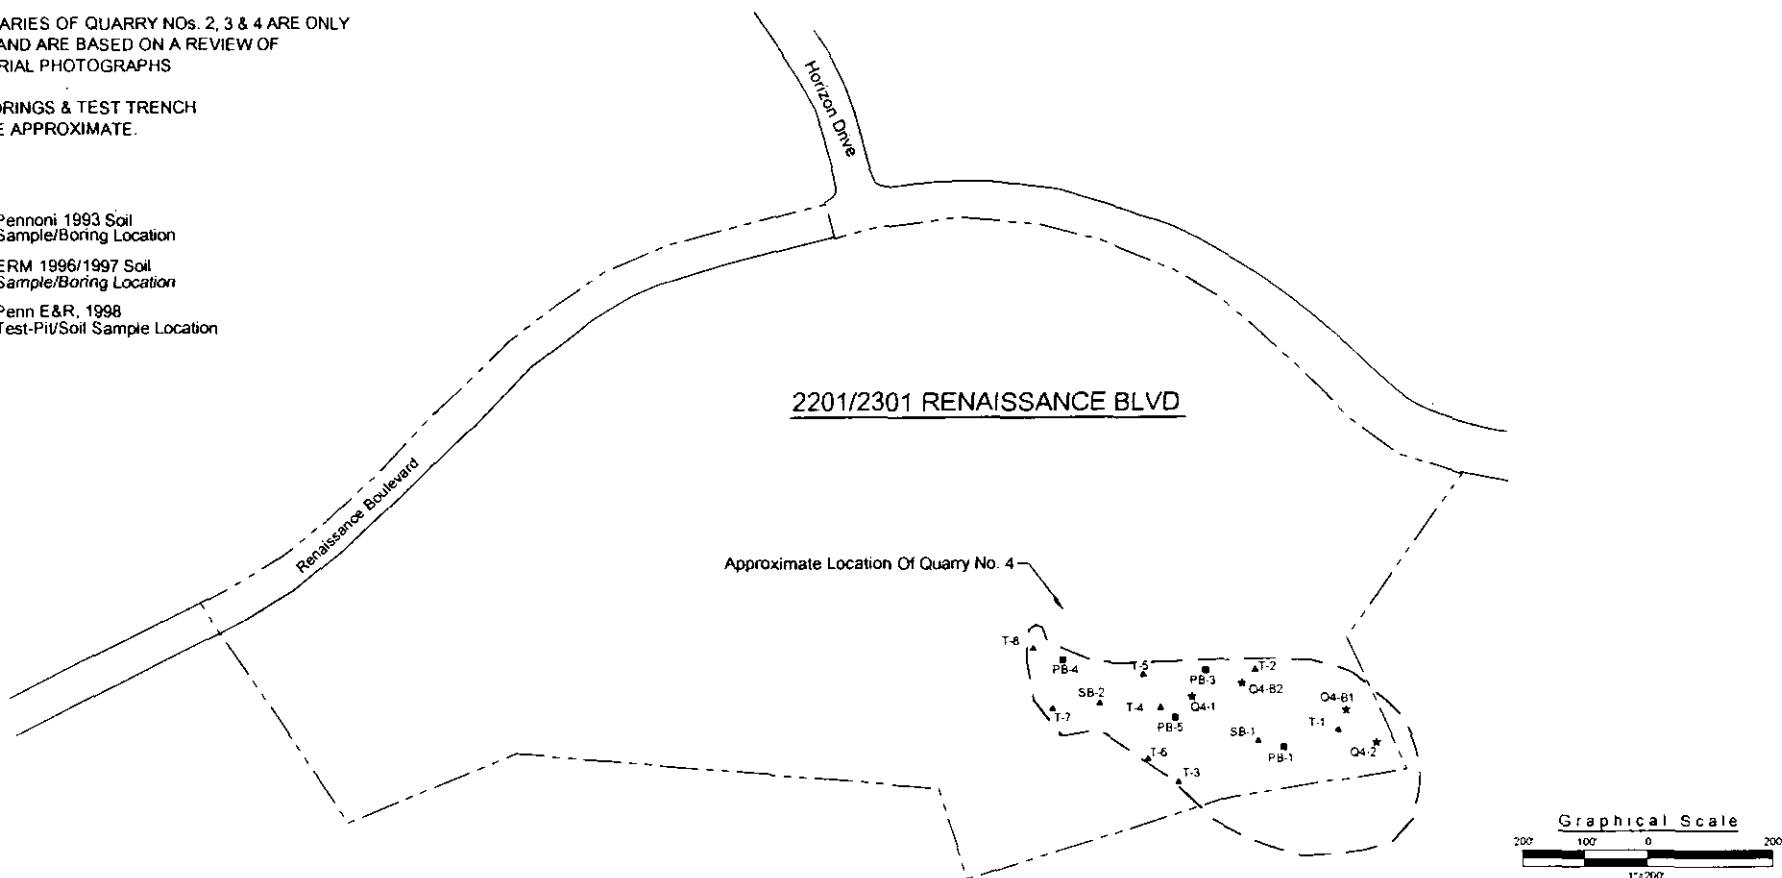 ARIES OF QUARRY NOs. 2, 3 & 4 ARE ONLY
AND ARE BASED ON A REVIEW OF
RIAL PHOTOGRAPHS
ORINGS & TEST TRENCH
E APPROXIMATE.
Pennoni 1993 Soil
Sample/Boring Location
ERM 1996/1997 Soil
Sample/Boring Location
Penn E&R, 1998
Test-Pit/Soil Sample Location
Horizon Drive
2201/2301 RENAISSANCE BLVD
Renaissance Boulevard
Approximate Location Of Quarry No. 4
T-8
PB-4
T-5
PB-3
T-2
Q4-B2
SB-2
T-7
T-4
Q4-1
PB-5
Q4-B1
T-1
SB-1
PB-1
Q4-2
T-6
T-3
Graphical Scale
200' 100' 0 200'
1"=200'